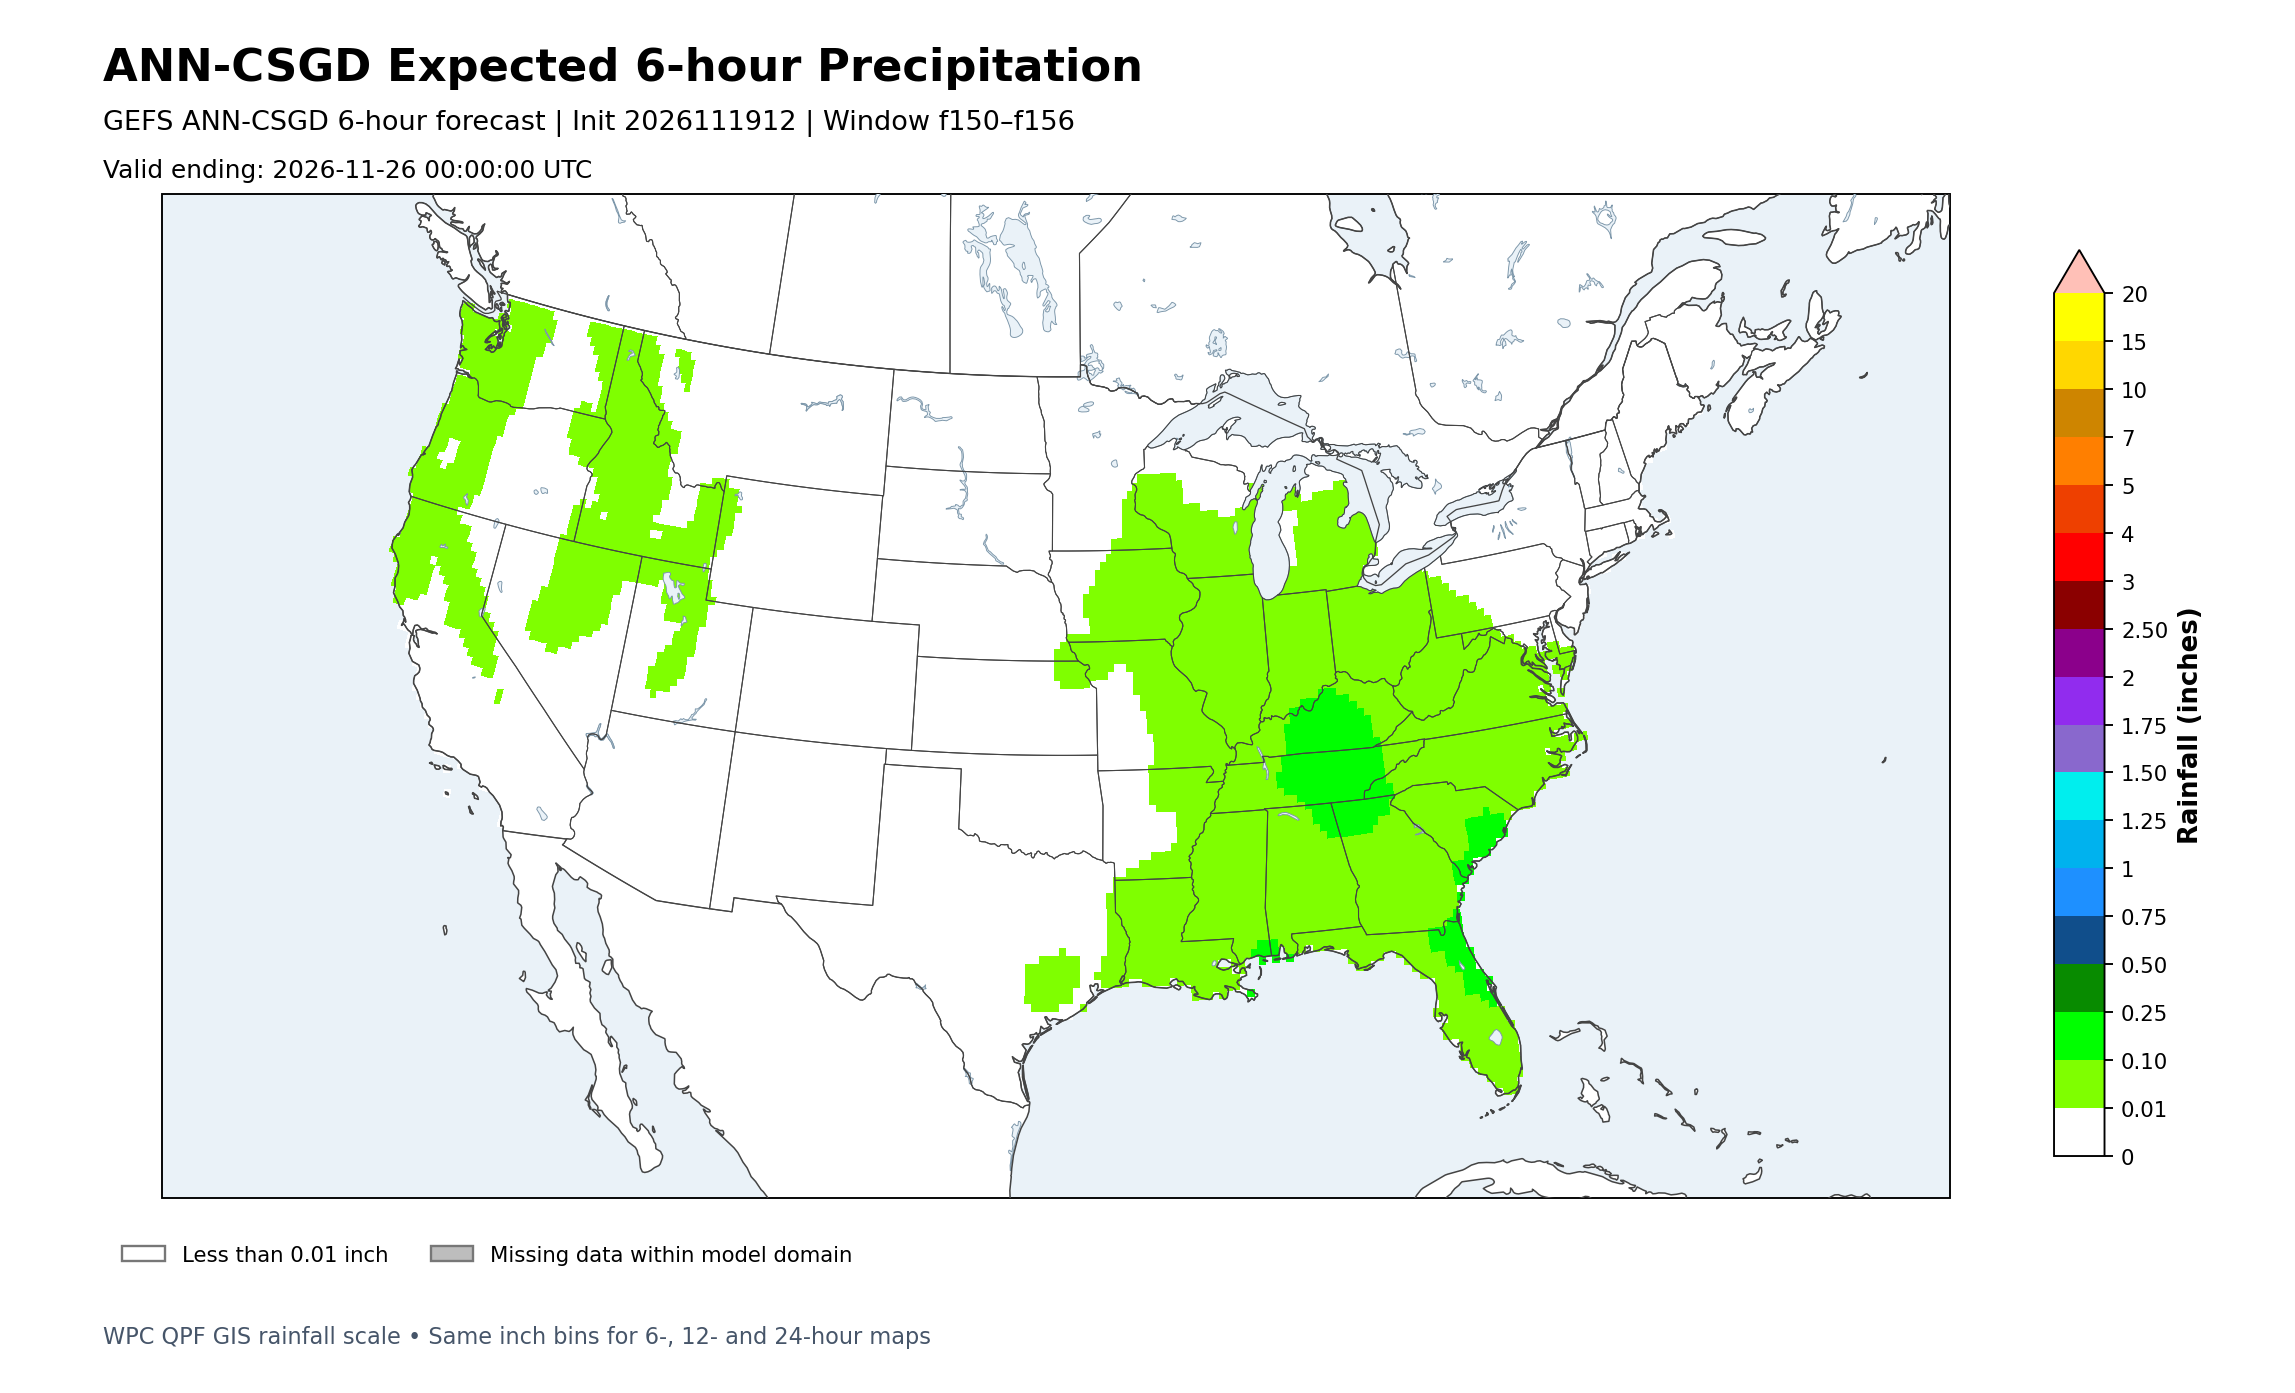 ANN-CSGD Expected 6-hour Precipitation
GEFS ANN-CSGD 6-hour forecast | Init 2026111912 | Window f150–f156
Valid ending: 2026-11-26 00:00:00 UTC
20
15
10
7
5
4
3
2.50
2
1.75
1.50
1.25
1
0.75
0.50
0.25
0.10
0.01
0
Rainfall (inches)
Less than 0.01 inch
Missing data within model domain
WPC QPF GIS rainfall scale • Same inch bins for 6-, 12- and 24-hour maps